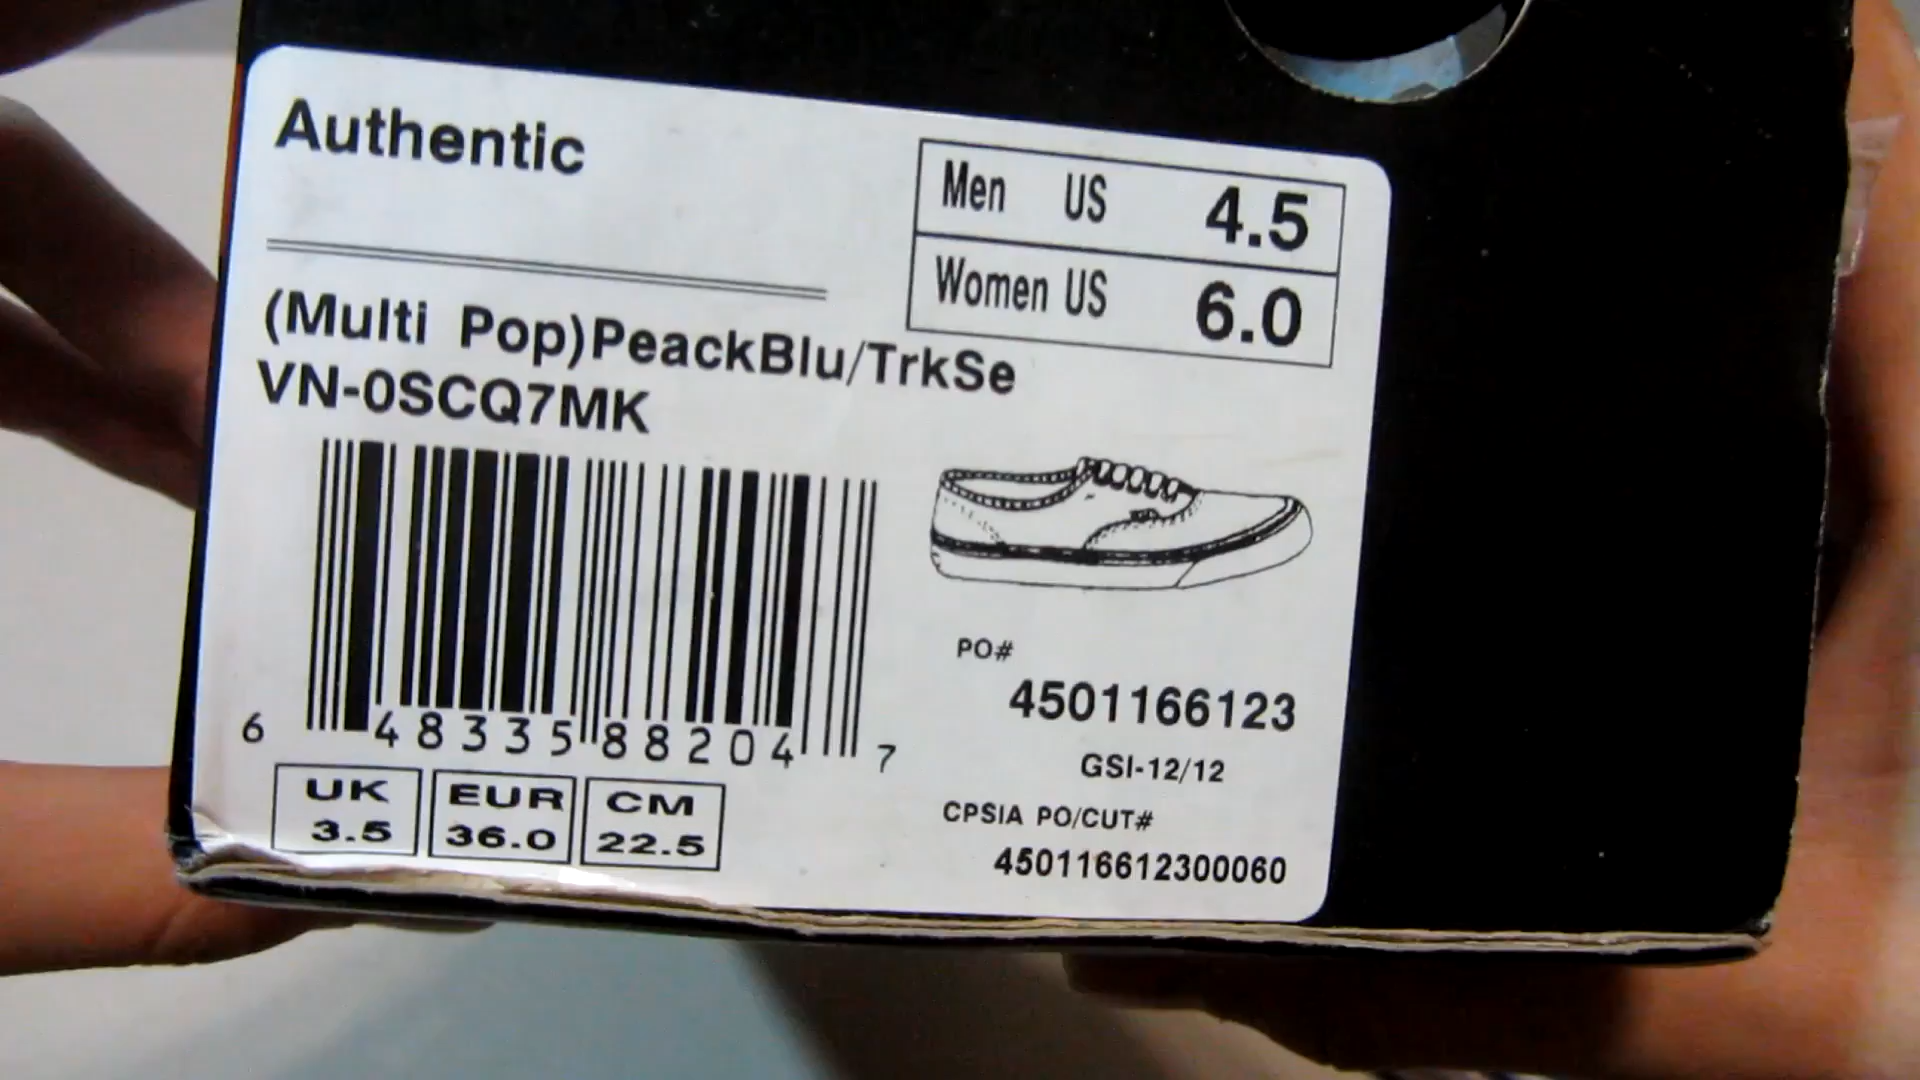 Authentic
Men US 4.5
Women US 6.0
(Multi Pop)PeackBlu/TrkSe
VN-0SCQ7MK
6 48335 88204 7
PO#
4501166123
GSI-12/12
CPSIA PO/CUT#
450116612300060
UK EUR CM
3.5 36.0 22.5